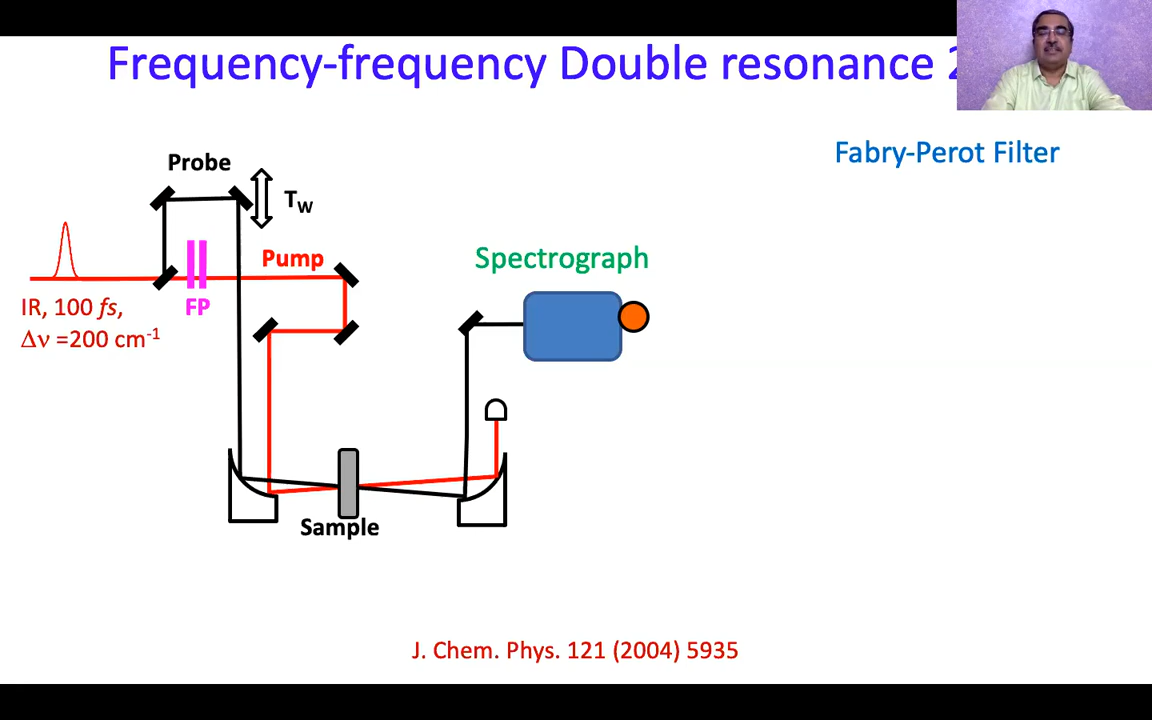 Frequency-frequency Double resonance
Fabry-Perot Filter
Probe
T_W
Pump
Spectrograph
IR, 100 fs,
Δν =200 cm⁻¹
FP
Sample
J. Chem. Phys. 121 (2004) 5935